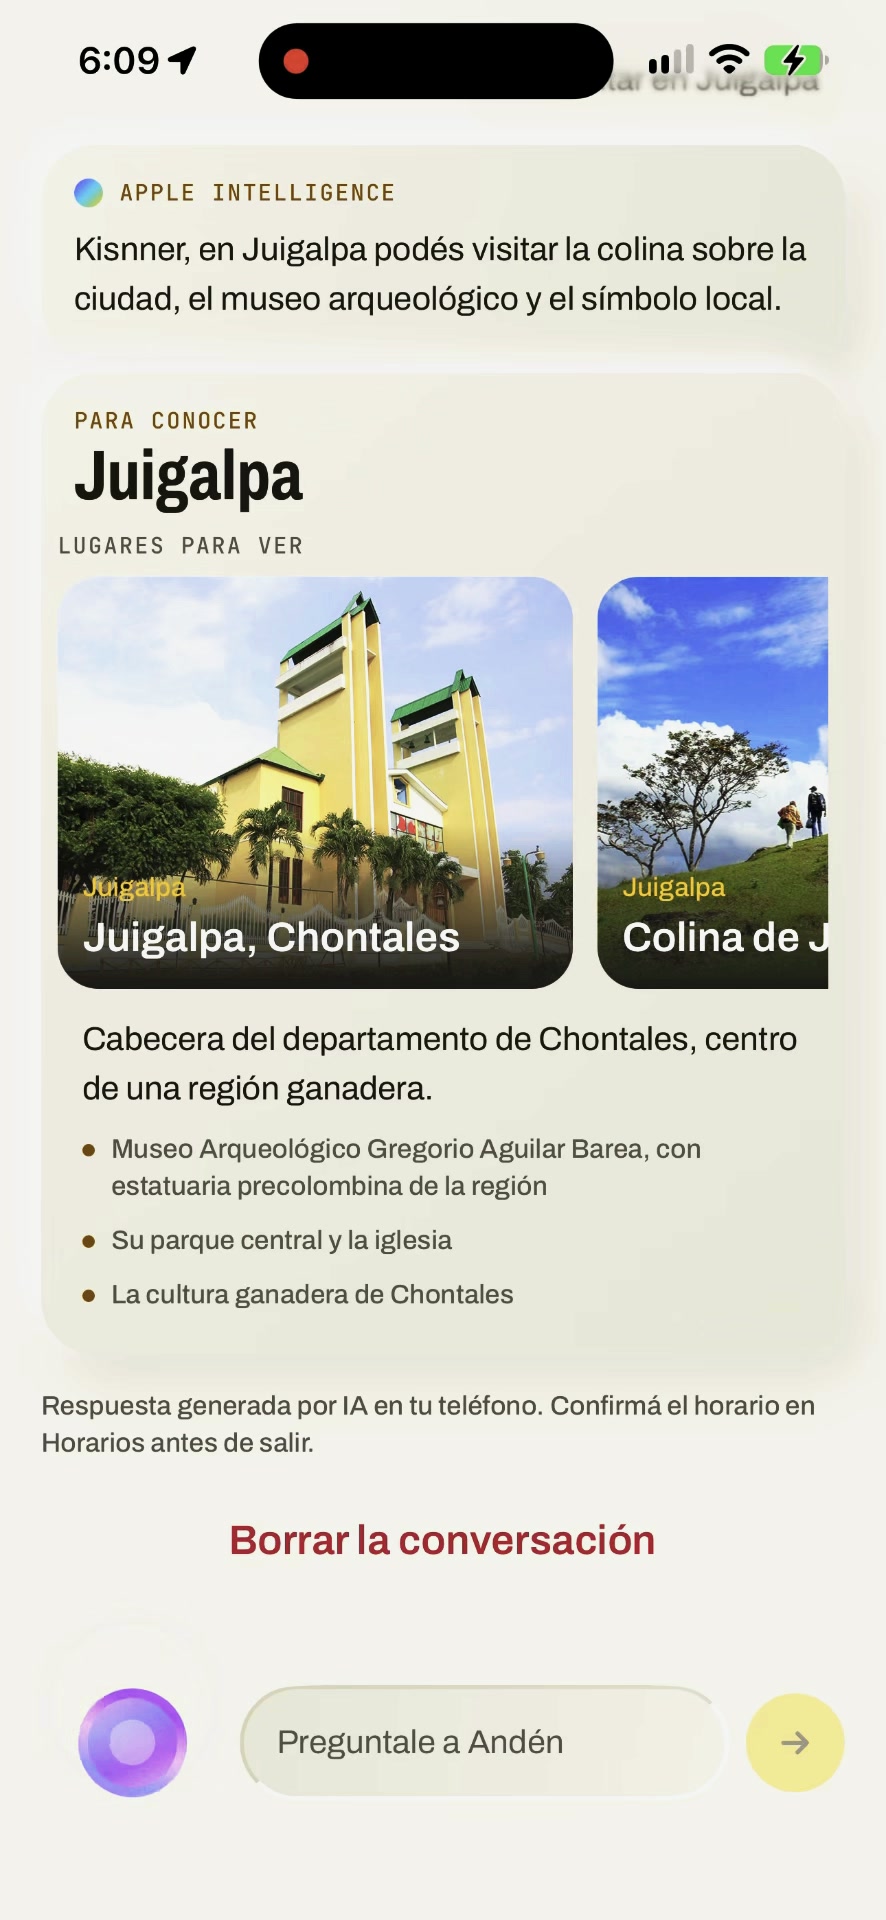 6:09
tar en Juigalpa
APPLE INTELLIGENCE
Kisnner, en Juigalpa podés visitar la colina sobre la
ciudad, el museo arqueológico y el símbolo local.
PARA CONOCER
Juigalpa
LUGARES PARA VER
Juigalpa
Juigalpa, Chontales
Juigalpa
Colina de J
Cabecera del departamento de Chontales, centro
de una región ganadera.
Museo Arqueológico Gregorio Aguilar Barea, con
estatuaria precolombina de la región
Su parque central y la iglesia
La cultura ganadera de Chontales
Respuesta generada por IA en tu teléfono. Confirmá el horario en
Horarios antes de salir.
Borrar la conversación
Preguntale a Andén